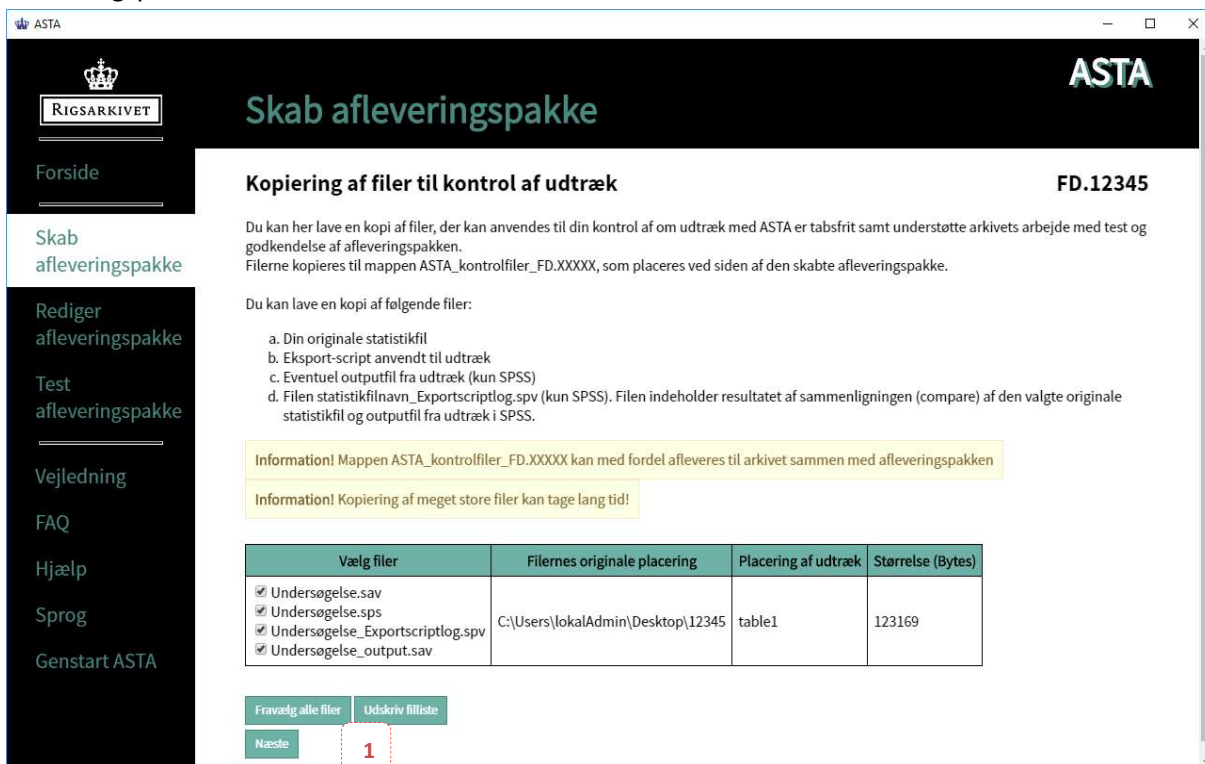 ASTA
RIGSARKIVET
ASTA
Skab afleveringspakke
Forside
Skab
afleveringspakke
Rediger
afleveringspakke
Test
afleveringspakke
Vejledning
FAQ
Hjælp
Sprog
Genstart ASTA
Kopiering af filer til kontrol af udtræk
FD.12345
Du kan her lave en kopi af filer, der kan anvendes til din kontrol af om udtræk med ASTA er tabsfrit samt understøtte arkivets arbejde med test og
godkendelse af afleveringspakken.
Filerne kopieres til mappen ASTA_kontrolfiler_FD.XXXXX, som placeres ved siden af den skabte afleveringspakke.
Du kan lave en kopi af følgende filer:
a. Din originale statistikfil
b. Eksport-script anvendt til udtræk
c. Eventuel outputfil fra udtræk (kun SPSS)
d. Filen statistikfilnavn_Exportscriptlog.spv (kun SPSS). Filen indeholder resultatet af sammenligningen (compare) af den valgte originale
statistikfil og outputfil fra udtræk i SPSS.
Information! Mappen ASTA_kontrolfiler_FD.XXXXX kan med fordel afleveres til arkivet sammen med afleveringspakken
Information! Kopiering af meget store filer kan tage lang tid!
Vælg filer Filernes originale placering Placering af udtræk Størrelse (Bytes)
Undersøgelse.sav
Undersøgelse.sps
Undersøgelse_Exportscriptlog.spv
Undersøgelse_output.sav
C:\Users\lokalAdmin\Desktop\12345 table1 123169
Fravælg alle filer Udskriv filliste
Næste
1